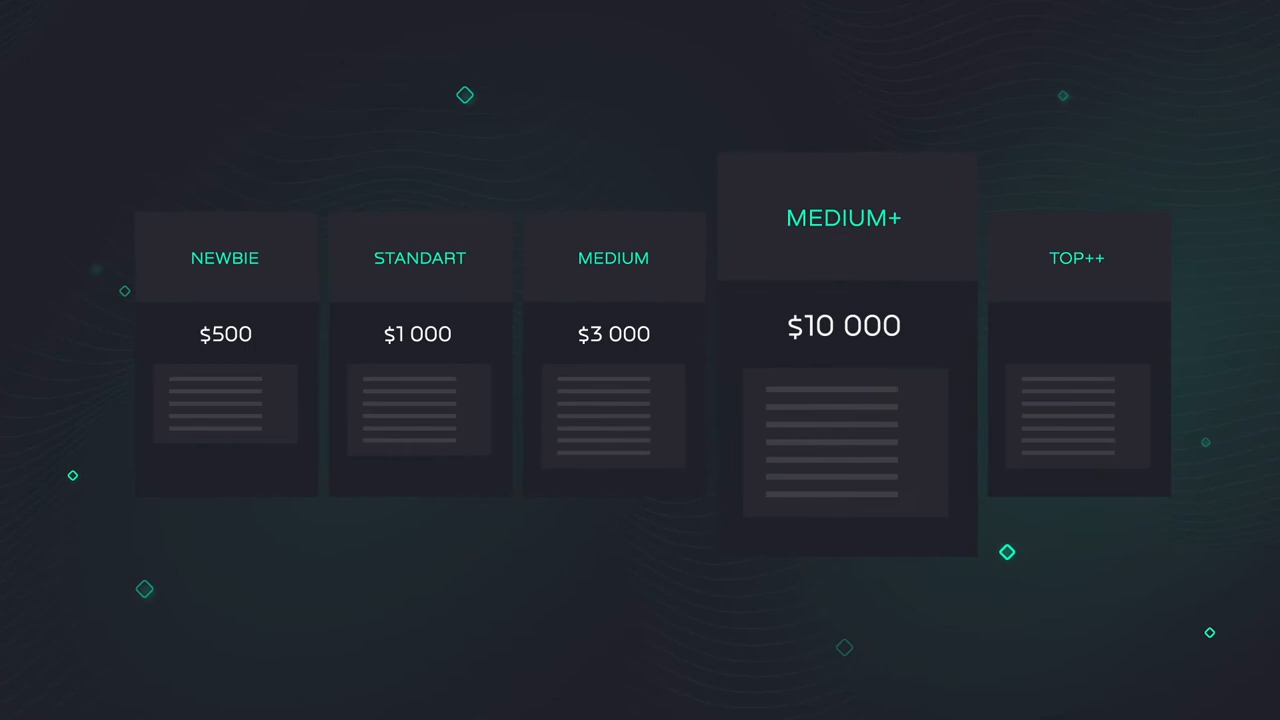 NEWBIE
$500
STANDART
$1 000
MEDIUM
$3 000
MEDIUM+
$10 000
TOP++